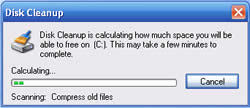 Disk Cleanup
Disk Cleanup is calculating how much space you will be
able to free on  (C:). This may take a few minutes to
complete.
Calculating...
Cancel
Scanning:  Compress old files